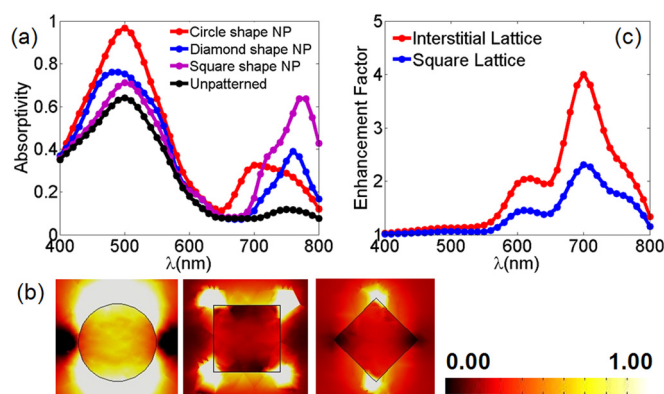 (a)
Circle shape NP
Diamond shape NP
Square shape NP
Unpatterned
Absorptivity
1
0.8
0.6
0.4
0.2
0
400 500 600 700 800
λ(nm)
(c)
Interstitial Lattice
Square Lattice
Enhancement Factor
5
4
3
2
1
400 500 600 700 800
λ(nm)
(b)
0.00 1.00